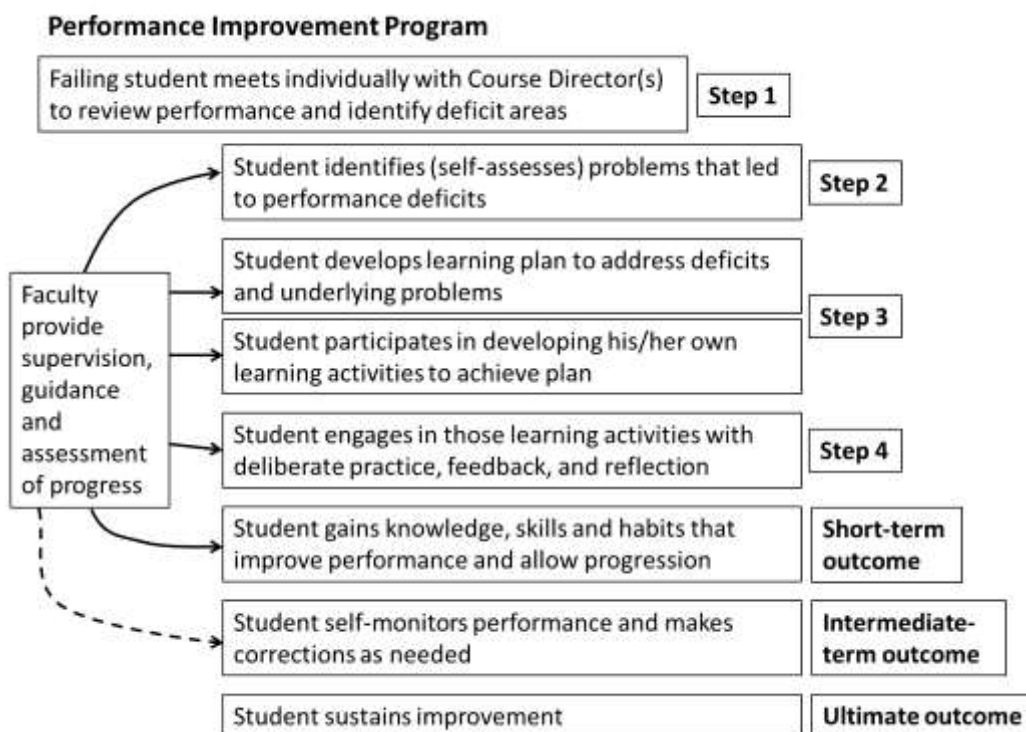 Performance Improvement Program
Failing student meets individually with Course Director(s)
to review performance and identify deficit areas
Step 1
Student identifies (self-assesses) problems that led
to performance deficits
Step 2
Faculty
provide
supervision,
guidance
and
assessment
of progress
Student develops learning plan to address deficits
and underlying problems
Step 3
Student participates in developing his/her own
learning activities to achieve plan
Student engages in those learning activities with
deliberate practice, feedback, and reflection
Step 4
Student gains knowledge, skills and habits that
improve performance and allow progression
Short-term
outcome
Student self-monitors performance and makes
corrections as needed
Intermediate-
term outcome
Student sustains improvement
Ultimate outcome